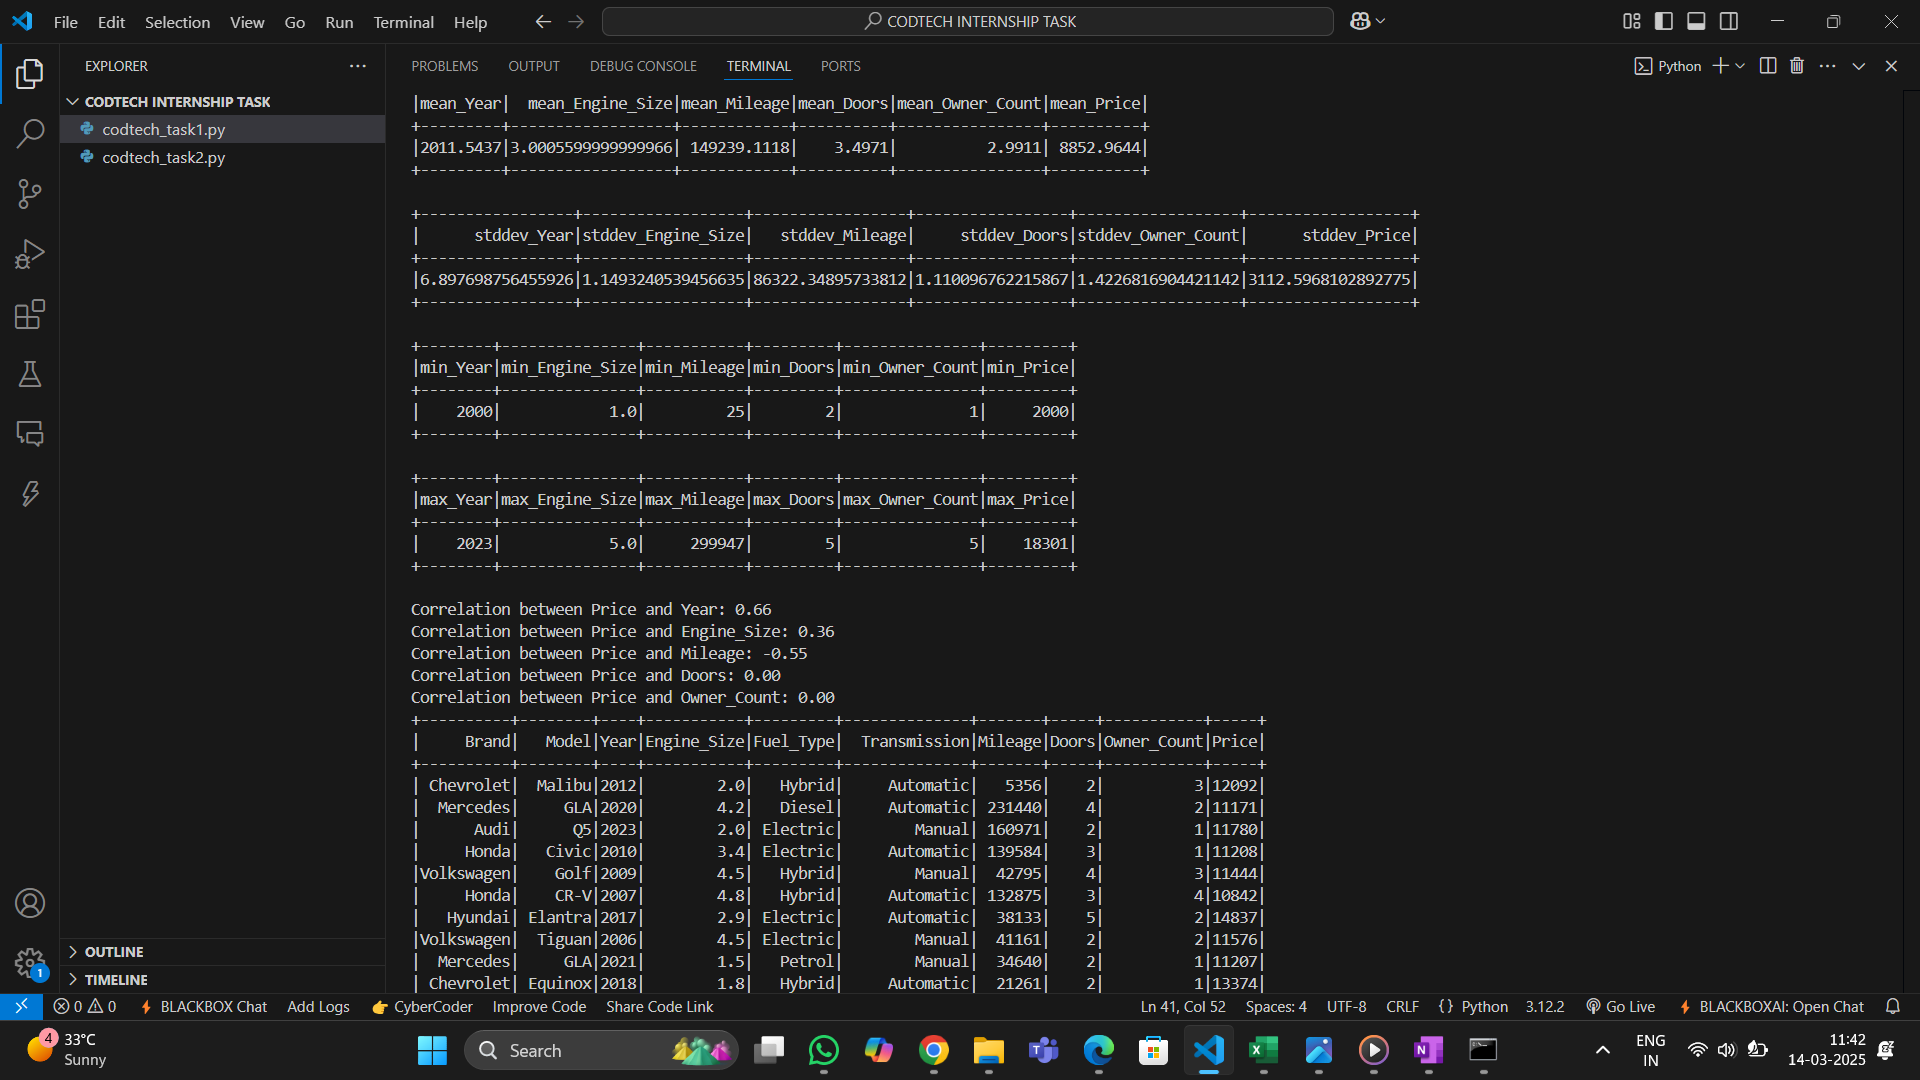 File Edit Selection View Go Run Terminal Help
CODTECH INTERNSHIP TASK
EXPLORER
CODTECH INTERNSHIP TASK
codtech_task1.py
codtech_task2.py
OUTLINE
TIMELINE
PROBLEMS OUTPUT DEBUG CONSOLE TERMINAL PORTS
Python
|mean_Year|  mean_Engine_Size|mean_Mileage|mean_Doors|mean_Owner_Count|mean_Price|
+---------+------------------+------------+----------+----------------+----------+
|2011.5437|3.0005599999999966| 149239.1118|    3.4971|          2.9911| 8852.9644|
+---------+------------------+------------+----------+----------------+----------+
+-----------------+------------------+-----------------+-----------------+------------------+------------------+
|      stddev_Year|stddev_Engine_Size|   stddev_Mileage|     stddev_Doors|stddev_Owner_Count|      stddev_Price|
+-----------------+------------------+-----------------+-----------------+------------------+------------------+
|6.897698756455926|1.1493240539456635|86322.34895733812|1.110096762215867|1.4226816904421142|3112.5968102892775|
+-----------------+------------------+-----------------+-----------------+------------------+------------------+
+--------+---------------+-----------+---------+---------------+---------+
|min_Year|min_Engine_Size|min_Mileage|min_Doors|min_Owner_Count|min_Price|
+--------+---------------+-----------+---------+---------------+---------+
|    2000|            1.0|         25|        2|              1|     2000|
+--------+---------------+-----------+---------+---------------+---------+
+--------+---------------+-----------+---------+---------------+---------+
|max_Year|max_Engine_Size|max_Mileage|max_Doors|max_Owner_Count|max_Price|
+--------+---------------+-----------+---------+---------------+---------+
|    2023|            5.0|     299947|        5|              5|    18301|
+--------+---------------+-----------+---------+---------------+---------+
Correlation between Price and Year: 0.66
Correlation between Price and Engine_Size: 0.36
Correlation between Price and Mileage: -0.55
Correlation between Price and Doors: 0.00
Correlation between Price and Owner_Count: 0.00
+----------+--------+----+-----------+---------+--------------+-------+-----+-----------+-----+
|     Brand|   Model|Year|Engine_Size|Fuel_Type|  Transmission|Mileage|Doors|Owner_Count|Price|
+----------+--------+----+-----------+---------+--------------+-------+-----+-----------+-----+
| Chevrolet|  Malibu|2012|        2.0|   Hybrid|     Automatic|   5356|    2|          3|12092|
|  Mercedes|     GLA|2020|        4.2|   Diesel|     Automatic| 231440|    4|          2|11171|
|      Audi|      Q5|2023|        2.0| Electric|        Manual| 160971|    2|          1|11780|
|     Honda|   Civic|2010|        3.4| Electric|     Automatic| 139584|    3|          1|11208|
|Volkswagen|    Golf|2009|        4.5|   Hybrid|        Manual|  42795|    4|          3|11444|
|     Honda|    CR-V|2007|        4.8|   Hybrid|     Automatic| 132875|    3|          4|10842|
|   Hyundai| Elantra|2017|        2.9| Electric|     Automatic|  38133|    5|          2|14837|
|Volkswagen|  Tiguan|2006|        4.5| Electric|        Manual|  41161|    2|          2|11576|
|  Mercedes|     GLA|2021|        1.5|   Petrol|        Manual|  34640|    2|          1|11207|
| Chevrolet| Equinox|2018|        1.8|   Hybrid|     Automatic|  21261|    2|          1|13374|
1
0 0 BLACKBOX Chat Add Logs CyberCoder Improve Code Share Code Link Ln 41, Col 52 Spaces: 4 UTF-8 CRLF {} Python 3.12.2 Go Live BLACKBOXAI: Open Chat
4
33°C
Sunny
Search
ENG
IN
11:42
14-03-2025